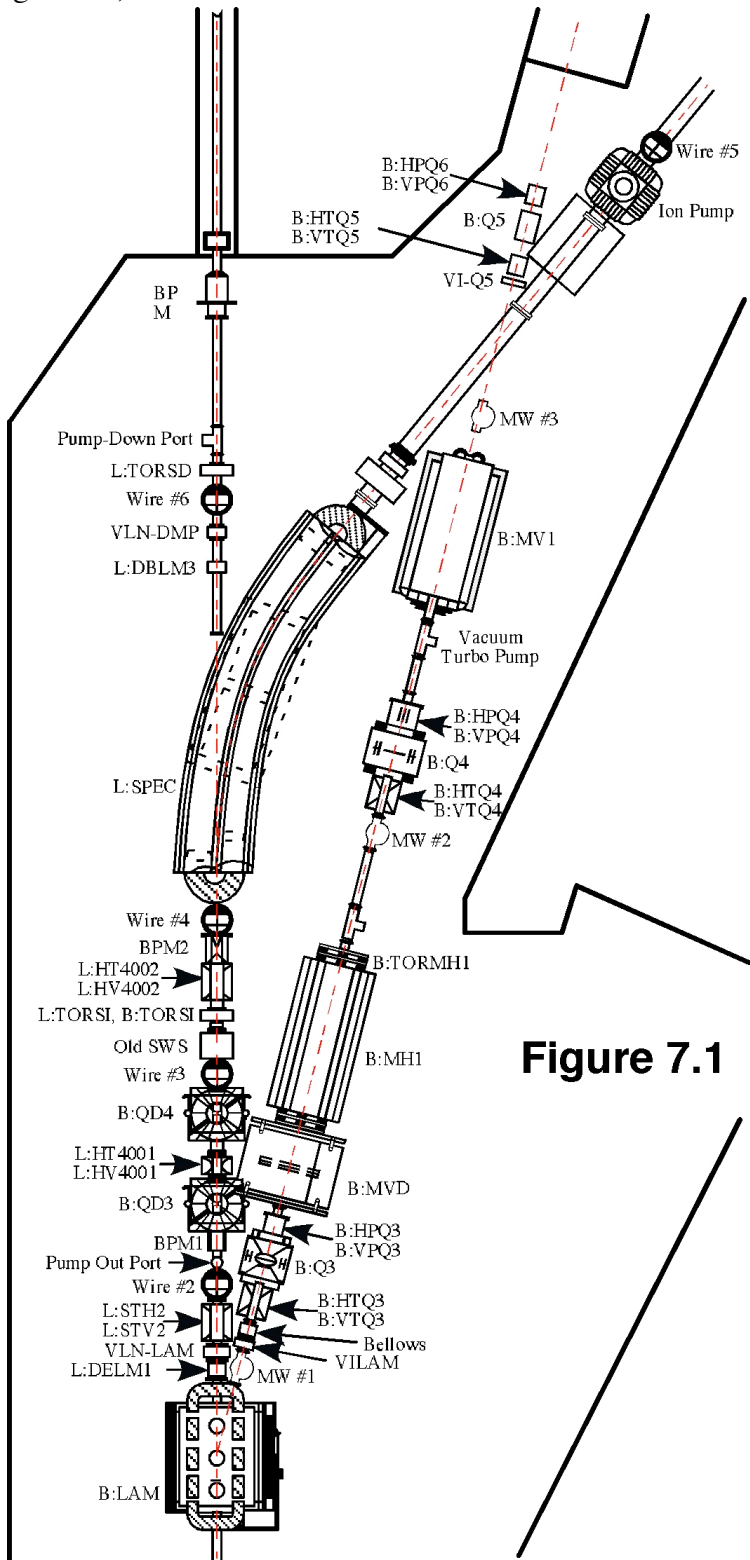 B:HPQ6
B:VPQ6
Wire #5
B:HTQ5
B:VTQ5
B:Q5
Ion Pump
VI-Q5
BP
M
MW #3
Pump-Down Port
L:TORSD
Wire #6
B:MV1
VLN-DMP
L:DBLM3
Vacuum
Turbo Pump
B:HPQ4
B:VPQ4
B:Q4
L:SPEC
B:HTQ4
B:VTQ4
MW #2
Wire #4
BPM2
B:TORMH1
L:HT4002
L:HV4002
L:TORSI, B:TORSI
Old SWS
Figure 7.1
B:MH1
Wire #3
B:QD4
L:HT4001
L:HV4001
B:MVD
B:QD3
B:HPQ3
B:VPQ3
BPM1
Pump Out Port
B:Q3
Wire #2
B:HTQ3
B:VTQ3
L:STH2
L:STV2
Bellows
VLN-LAM
VILAM
L:DELM1
MW #1
B:LAM